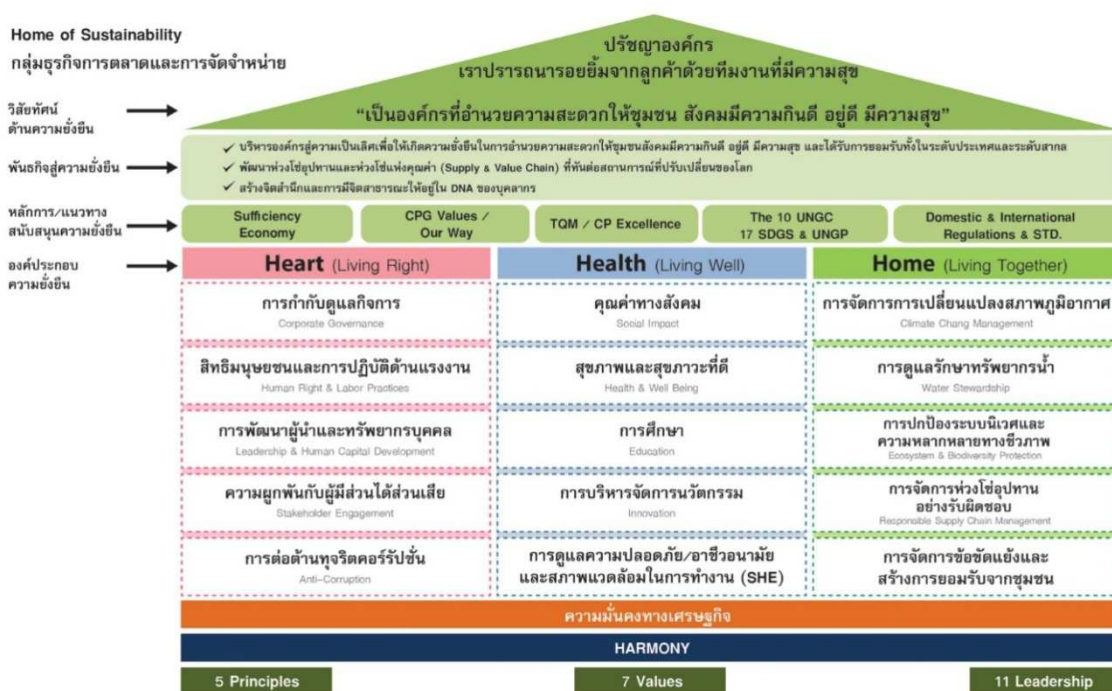 Home of Sustainability
กลุ่มธุรกิจการตลาดและการจัดจำหน่าย
ปรัชญาองค์กร
เราปรารถนารอยยิ้มจากลูกค้าด้วยทีมงานที่มีความสุข
วิสัยทัศน์
ด้านความยั่งยืน
“เป็นองค์กรที่อำนวยความสะดวกให้ชุมชน สังคมมีความกินดี อยู่ดี มีความสุข”
พันธกิจสู่ความยั่งยืน
✓ บริหารองค์กรสู่ความเป็นเลิศเพื่อให้เกิดความยั่งยืนในการอำนวยความสะดวกให้ชุมชนสังคมมีความกินดี อยู่ดี มีความสุข และได้รับการยอมรับทั้งในระดับประเทศและระดับสากล
✓ พัฒนาห่วงโซ่อุปทานและห่วงโซ่แห่งคุณค่า (Supply & Value Chain) ที่ทันต่อสถานการณ์ที่ปรับเปลี่ยนของโลก
✓ สร้างจิตสำนึกและการมีจิตสาธารณะให้อยู่ใน DNA ของบุคลากร
หลักการ/แนวทาง
สนับสนุนความยั่งยืน
Sufficiency
Economy
CPG Values /
Our Way
TQM / CP Excellence
The 10 UNGC
17 SDGS & UNGP
Domestic & International
Regulations & STD.
องค์ประกอบ
ความยั่งยืน
Heart (Living Right)
Health (Living Well)
Home (Living Together)
การกำกับดูแลกิจการ
Corporate Governance
คุณค่าทางสังคม
Social Impact
การจัดการการเปลี่ยนแปลงสภาพภูมิอากาศ
Climate Chang Management
สิทธิมนุษยชนและการปฏิบัติด้านแรงงาน
Human Right & Labor Practices
สุขภาพและสุขภาวะที่ดี
Health & Well Being
การดูแลรักษาทรัพยากรน้ำ
Water Stewardship
การพัฒนาผู้นำและทรัพยากรบุคคล
Leadership & Human Capital Development
การศึกษา
Education
การปกป้องระบบนิเวศและ
ความหลากหลายทางชีวภาพ
Ecosystem & Biodiversity Protection
ความผูกพันกับผู้มีส่วนได้ส่วนเสีย
Stakeholder Engagement
การบริหารจัดการนวัตกรรม
Innovation
การจัดการห่วงโซ่อุปทาน
อย่างรับผิดชอบ
Responsible Supply Chain Management
การต่อต้านทุจริตคอร์รัปชั่น
Anti-Corruption
การดูแลความปลอดภัย/อาชีวอนามัย
และสภาพแวดล้อมในการทำงาน (SHE)
การจัดการข้อขัดแย้งและ
สร้างการยอมรับจากชุมชน
ความมั่นคงทางเศรษฐกิจ
HARMONY
5 Principles
7 Values
11 Leadership